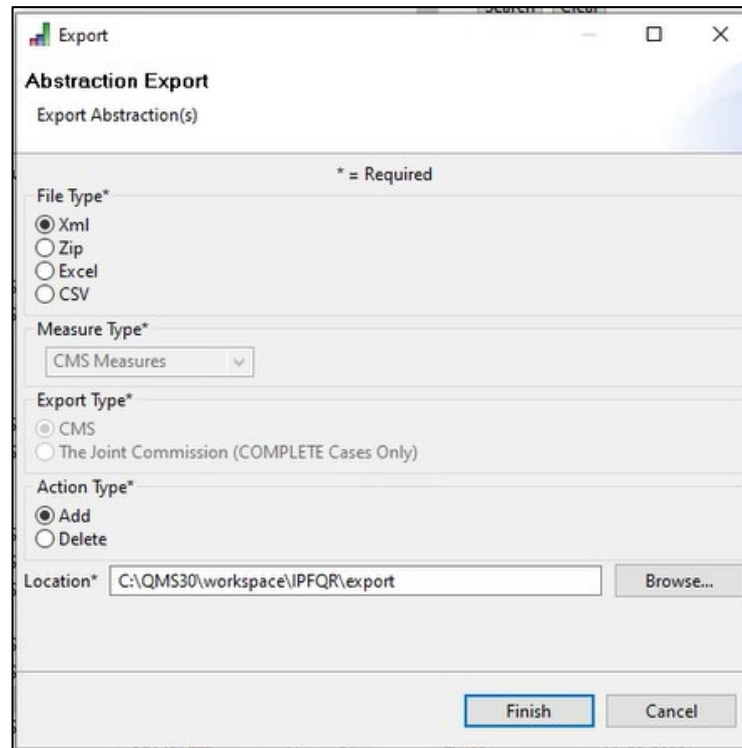 Export
Abstraction Export
Export Abstraction(s)
* = Required
File Type*
Xml
Zip
Excel
CSV
Measure Type*
CMS Measures
Export Type*
CMS
The Joint Commission (COMPLETE Cases Only)
Action Type*
Add
Delete
Location* C:\QMS30\workspace\IPFQR\export Browse...
Finish Cancel